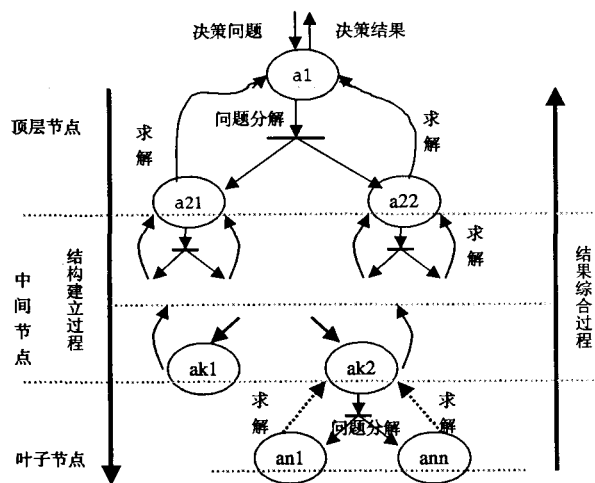 决策问题
决策结果
a1
顶层节点
求解
问题分解
求解
a21
a22
中间节点
结构建立过程
求解
结果综合过程
ak1
ak2
求解
问题分解
求解
叶子节点
an1
ann